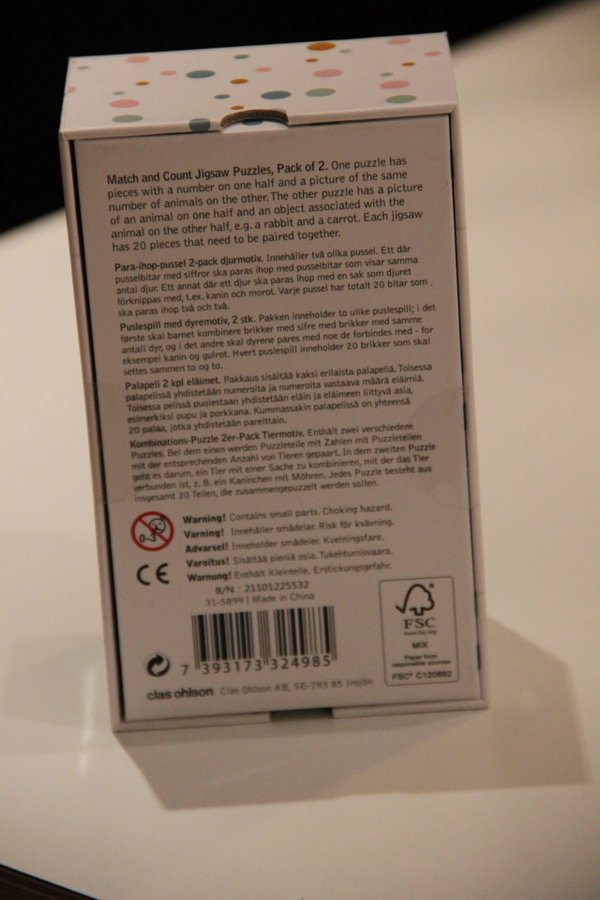 Match and Count Jigsaw Puzzles, Pack of 2. One puzzle has
pieces with a number on one half and a picture of the same
number of animals on the other. The other puzzle has a picture
of an animal on one half and an object associated with the
animal on the other half, e.g. a rabbit and a carrot. Each jigsaw
has 20 pieces that need to be paired together.
Para-ihop-pussel 2-pack djurmotiv. Innehåller två olika pussel. Ett där
pusselbitar med siffror ska paras ihop med pusselbitar som visar samma
antal djur. Ett annat där ett djur ska paras ihop med en sak som djuret
förknippas med, t.ex. kanin och morot. Varje pussel har totalt 20 bitar som
ska paras ihop två och två.
Puslespill med dyremotiv, 2 stk. Pakken inneholder to ulike puslespill; i det
første skal barnet kombinere brikker med sifre med brikker med samme
antall dyr, og i det andre skal dyrene pares med noe de forbindes med - for
eksempel kanin og gulrot. Hvert puslespill inneholder 20 brikker som skal
settes sammen to og to.
Palapeli 2 kpl eläimet. Pakkaus sisältää kaksi erilaista palapeliä. Toisessa
palapelissä yhdistetään numeroita ja numeroita vastaava määrä eläimiä.
Toisessa pelissä puolestaan yhdistetään eläin ja eläimeen liittyvä asia,
esimerkiksi pupu ja porkkana. Kummassakin palapelissä on yhteensä
20 palaa, jotka yhdistetään pareittain.
Kombinations-Puzzle 2er-Pack Tiermotiv. Enthält zwei verschiedene
Puzzles. Bei dem einen werden Puzzleteile mit Zahlen mit Puzzleteilen
mit der entsprechenden Anzahl von Tieren gepaart. In dem zweiten Puzzle
geht es darum, ein Tier mit einer Sache zu kombinieren, mit der das Tier
verbunden ist, z. B. ein Kaninchen mit Möhren. Jedes Puzzle besteht aus
insgesamt 20 Teilen, die zusammengepuzzelt werden sollen.
0-3
Warning! Contains small parts. Choking hazard.
Varning! Innehåller smådelar. Risk för kvävning.
Advarsel! Inneholder smådeler. Kvelningsfare.
Varoitus! Sisältää pieniä osia. Tukehtumisvaara.
Warnung! Enthält Kleinteile. Erstickungsgefahr.
CE
B/N : 21101225532
31-5899 | Made in China
7 393173 324985
clas ohlson Clas Ohlson AB, SE-793 85 Insjön
FSC
www.fsc.org
MIX
Paper from
responsible sources
FSC® C120892